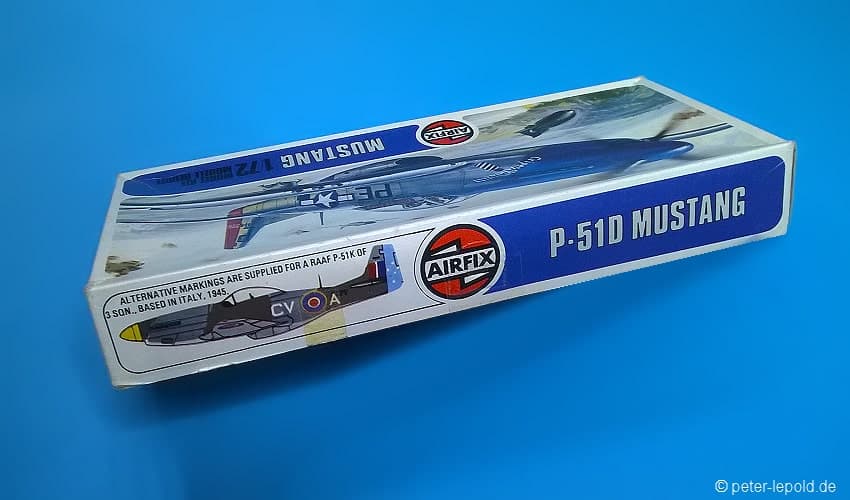 AIRFIX
MUSTANG 1/72
PE
ALTERNATIVE MARKINGS ARE SUPPLIED FOR A RAAF P-51K OF
3 SQN., BASED IN ITALY, 1945.
CV A
AIRFIX
P-51D MUSTANG
© peter-lepold.de